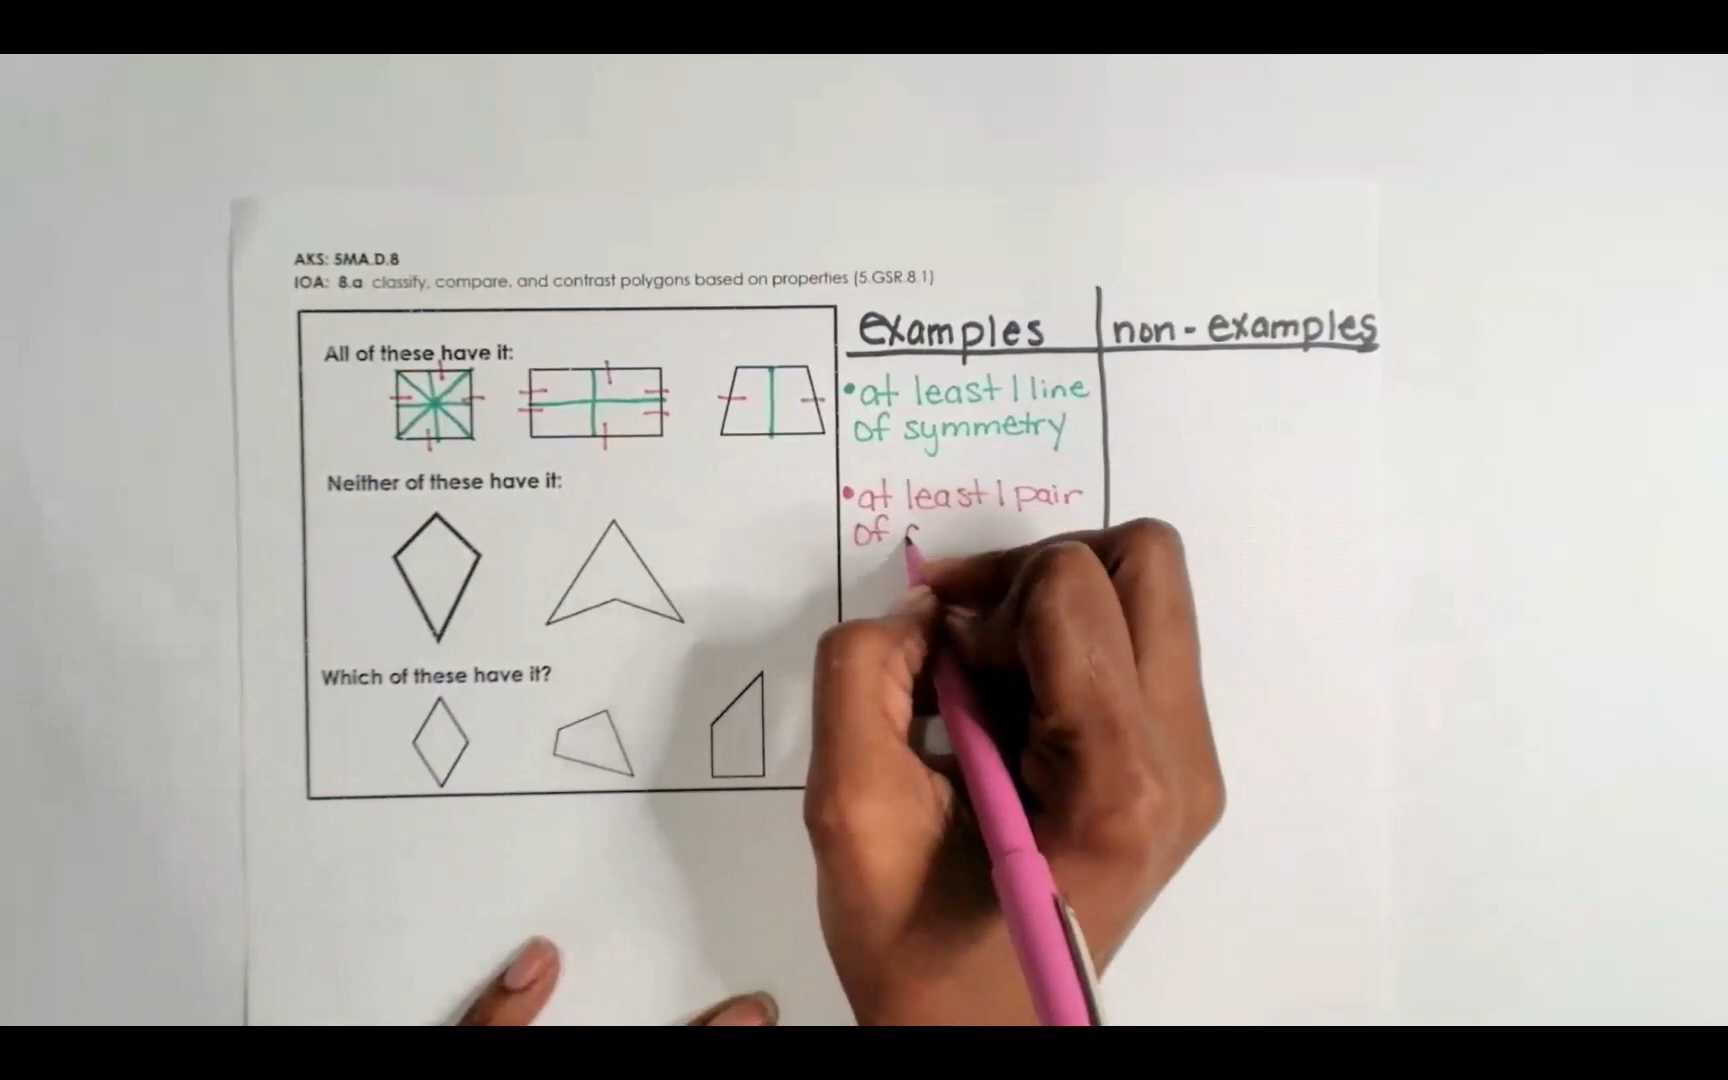 AKS: 5MA.D.8
IOA: 8.a classify, compare, and contrast polygons based on properties (5.GSR.8.1)
All of these have it:
Neither of these have it:
Which of these have it?
examples
•at least 1 line
of symmetry
•at least 1 pair
of
non-examples